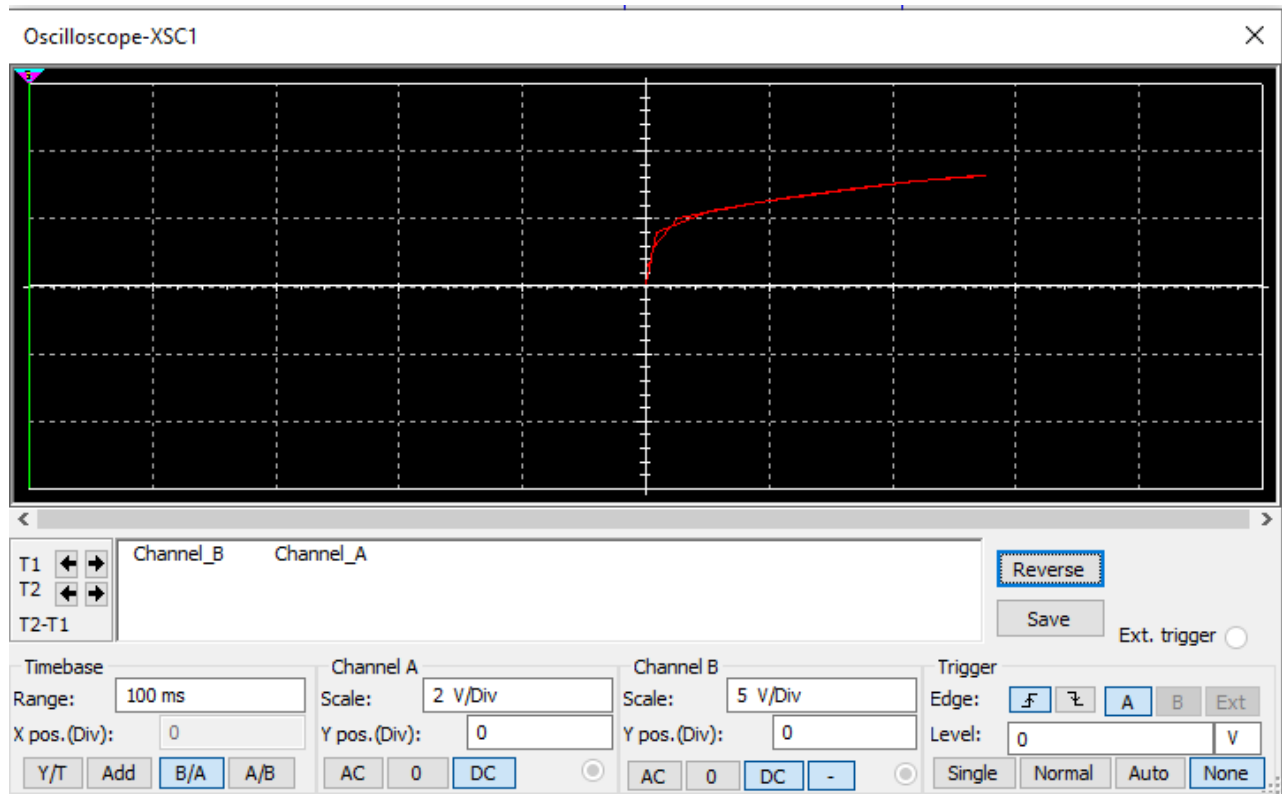 Oscilloscope-XSC1
T1
T2
T2-T1
Channel_B Channel_A
Reverse
Save
Ext. trigger
Timebase
Range: 100 ms
X pos.(Div): 0
Y/T Add B/A A/B
Channel A
Scale: 2 V/Div
Y pos.(Div): 0
AC 0 DC
Channel B
Scale: 5 V/Div
Y pos.(Div): 0
AC 0 DC -
Trigger
Edge: A B Ext
Level: 0 V
Single Normal Auto None